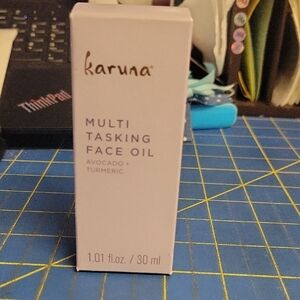 karuna
ThinkPad
MULTI
TASKING
FACE OIL
AVOCADO +
TURMERIC
1.01 fl.oz. / 30 ml